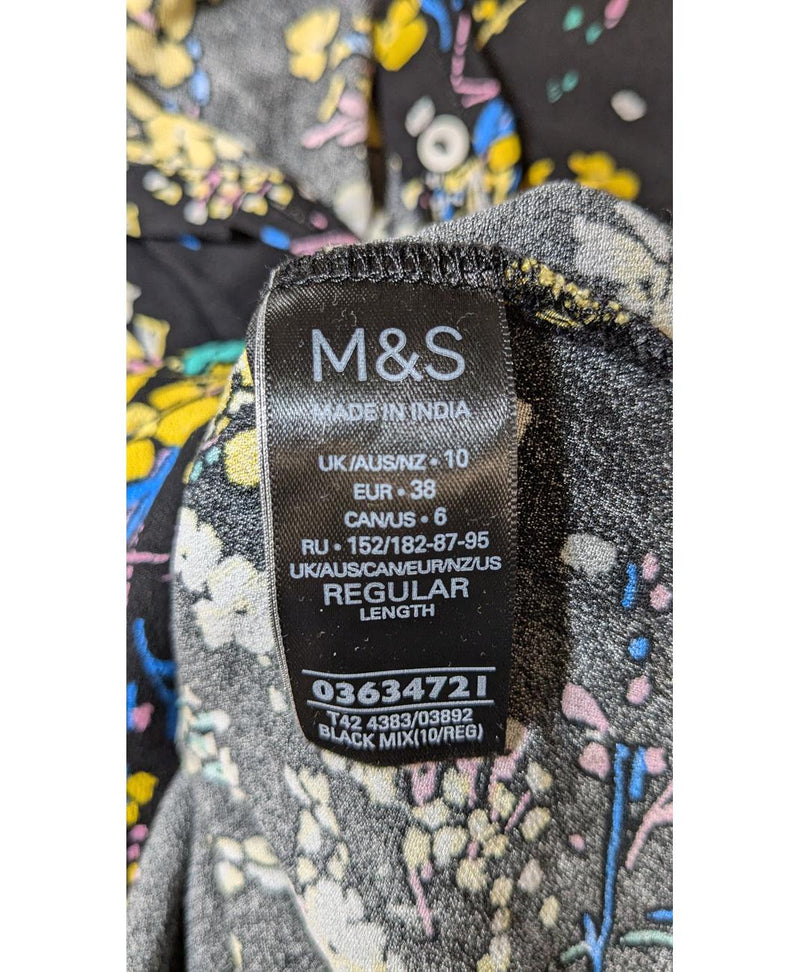 M&S
MADE IN INDIA
UK/AUS/NZ • 10
EUR • 38
CAN/US • 6
RU • 152/182-87-95
UK/AUS/CAN/EUR/NZ/US
REGULAR
LENGTH
03634721
T42 4383/03892
BLACK MIX(10/REG)